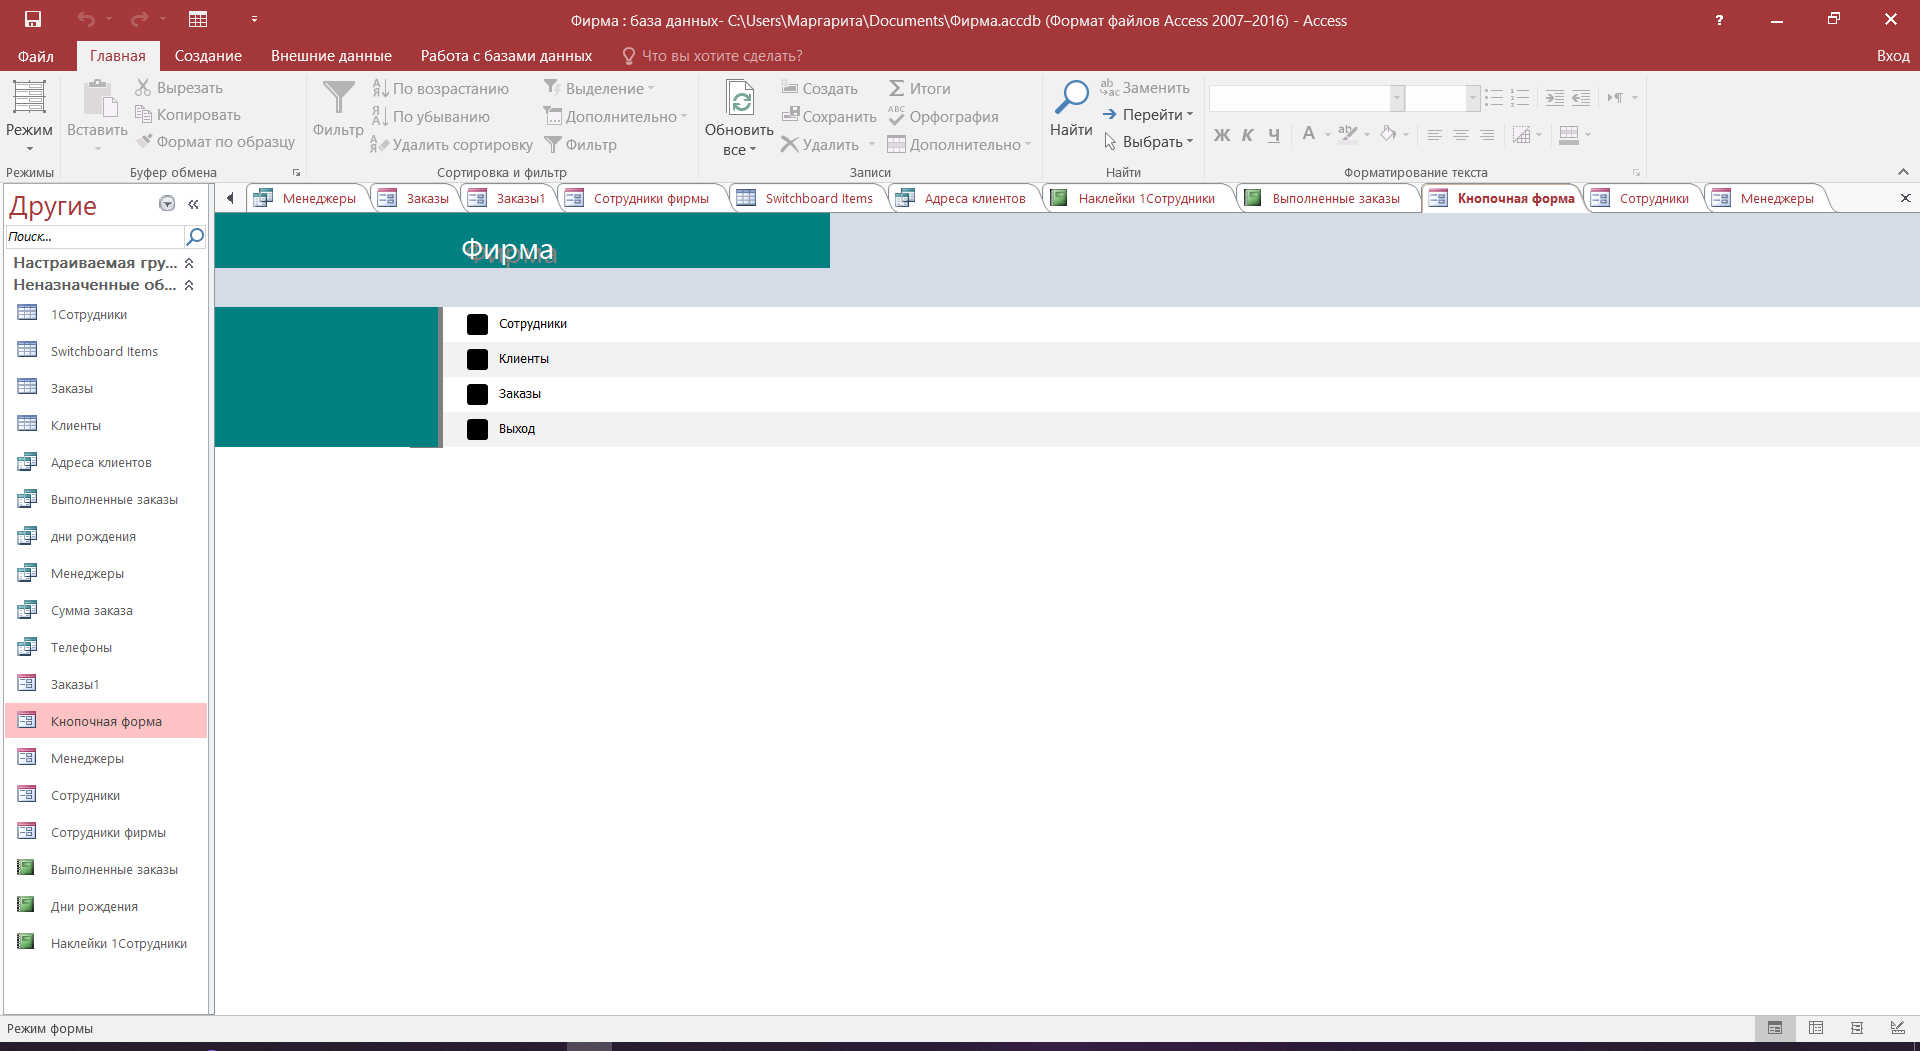 Фирма : база данных- C:\Users\Маргарита\Documents\Фирма.accdb (Формат файлов Access 2007–2016) - Access
?
Файл Главная Создание Внешние данные Работа с базами данных Что вы хотите сделать? Вход
Режим
Режимы
Вставить
Вырезать
Копировать
Формат по образцу
Буфер обмена
Фильтр
По возрастанию
По убыванию
Удалить сортировку
Выделение
Дополнительно
Фильтр
Сортировка и фильтр
Обновить
все
Создать
Сохранить
Удалить
Итоги
Орфография
Дополнительно
Записи
Найти
Заменить
Перейти
Выбрать
Найти
Ж К Ч А
Форматирование текста
Менеджеры Заказы Заказы1 Сотрудники фирмы Switchboard Items Адреса клиентов Наклейки 1Сотрудники Выполненные заказы Кнопочная форма Сотрудники Менеджеры
Другие
Поиск...
Настраиваемая гру...
Неназначенные об...
1Сотрудники
Switchboard Items
Заказы
Клиенты
Адреса клиентов
Выполненные заказы
дни рождения
Менеджеры
Сумма заказа
Телефоны
Заказы1
Кнопочная форма
Менеджеры
Сотрудники
Сотрудники фирмы
Выполненные заказы
Дни рождения
Наклейки 1Сотрудники
Фирма
Сотрудники
Клиенты
Заказы
Выход
Режим формы